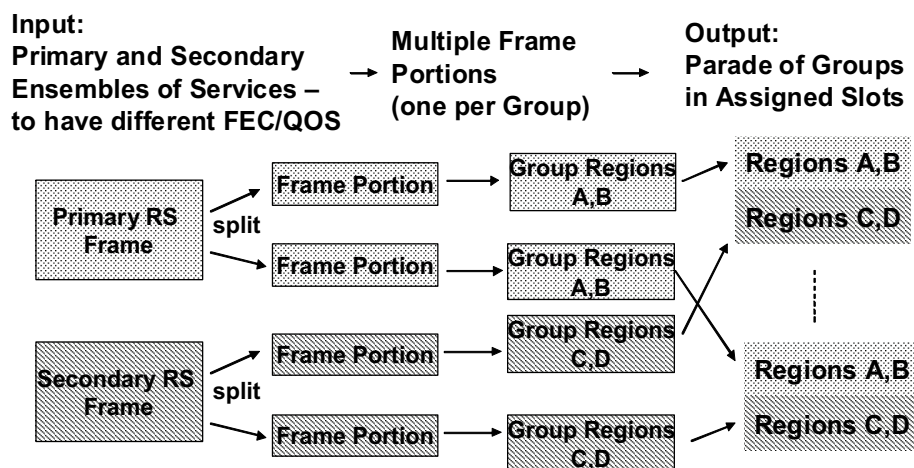 Input:
Primary and Secondary
Ensembles of Services –
to have different FEC/QOS
Multiple Frame
Portions
(one per Group)
Output:
Parade of Groups
in Assigned Slots
Primary RS
Frame
split
Frame Portion
Frame Portion
Group Regions
A,B
Group Regions
A,B
Regions A,B
Regions C,D
Secondary RS
Frame
split
Frame Portion
Frame Portion
Group Regions
C,D
Group Regions
C,D
Regions A,B
Regions C,D